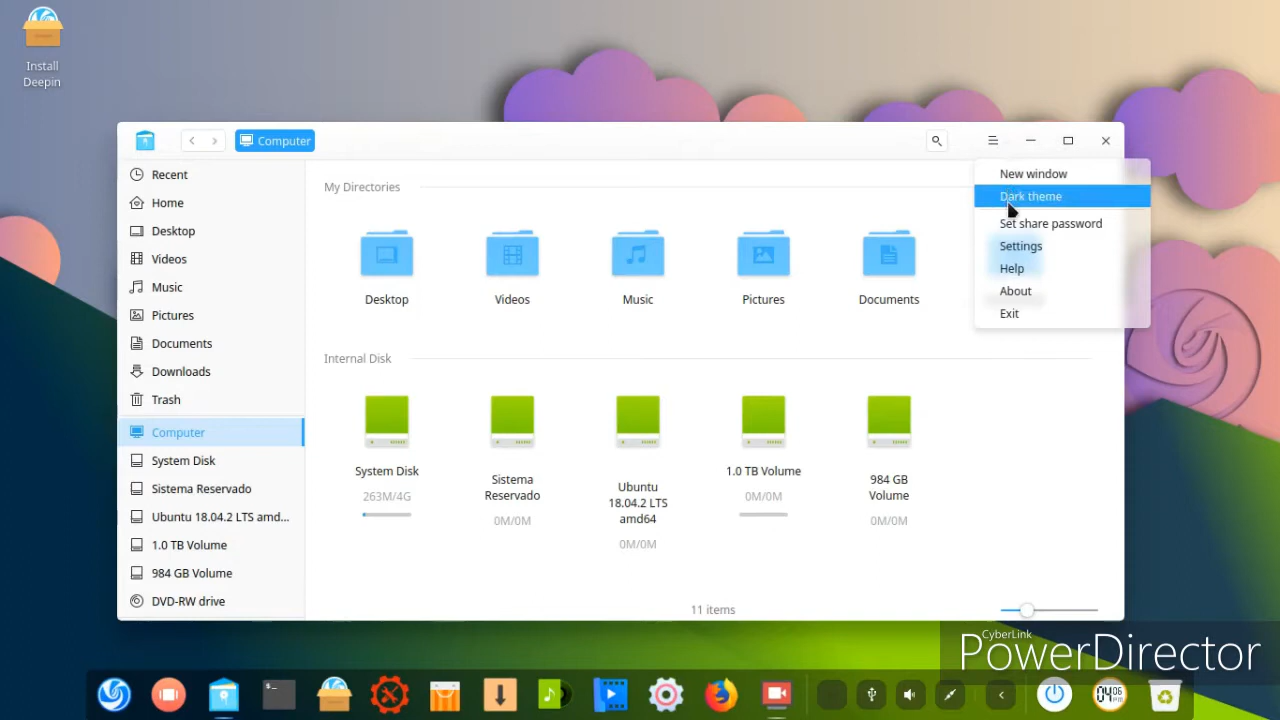 Install
Deepin
Computer
Recent
Home
Desktop
Videos
Music
Pictures
Documents
Downloads
Trash
Computer
System Disk
Sistema Reservado
Ubuntu 18.04.2 LTS amd...
1.0 TB Volume
984 GB Volume
DVD-RW drive
My Directories
Desktop
Videos
Music
Pictures
Documents
Internal Disk
System Disk
263M/4G
Sistema
Reservado
0M/0M
Ubuntu
18.04.2 LTS
amd64
0M/0M
1.0 TB Volume
0M/0M
984 GB
Volume
0M/0M
11 items
New window
Dark theme
Set share password
Settings
Help
About
Exit
CyberLink
PowerDirector
04 06
PM